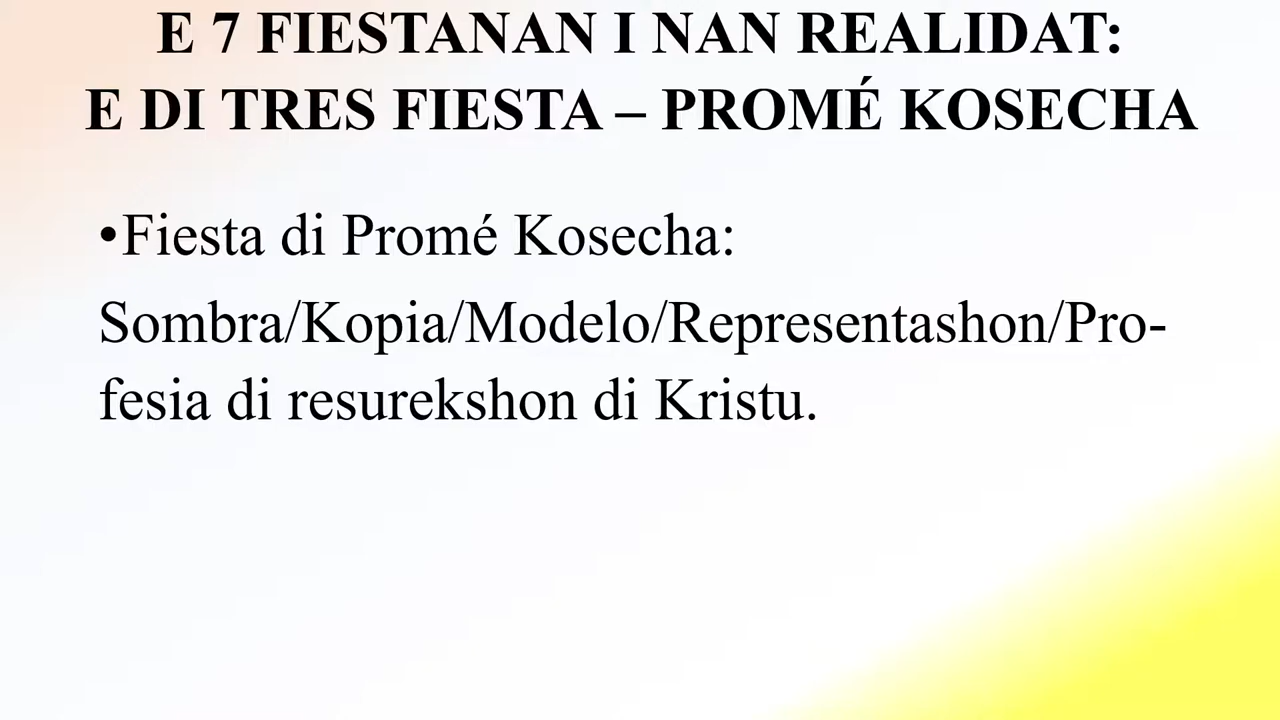 E 7 FIESTANAN I NAN REALIDAT:
E DI TRES FIESTA – PROMÉ KOSECHA
•Fiesta di Promé Kosecha:
Sombra/Kopia/Modelo/Representashon/Pro-
fesia di resurekshon di Kristu.